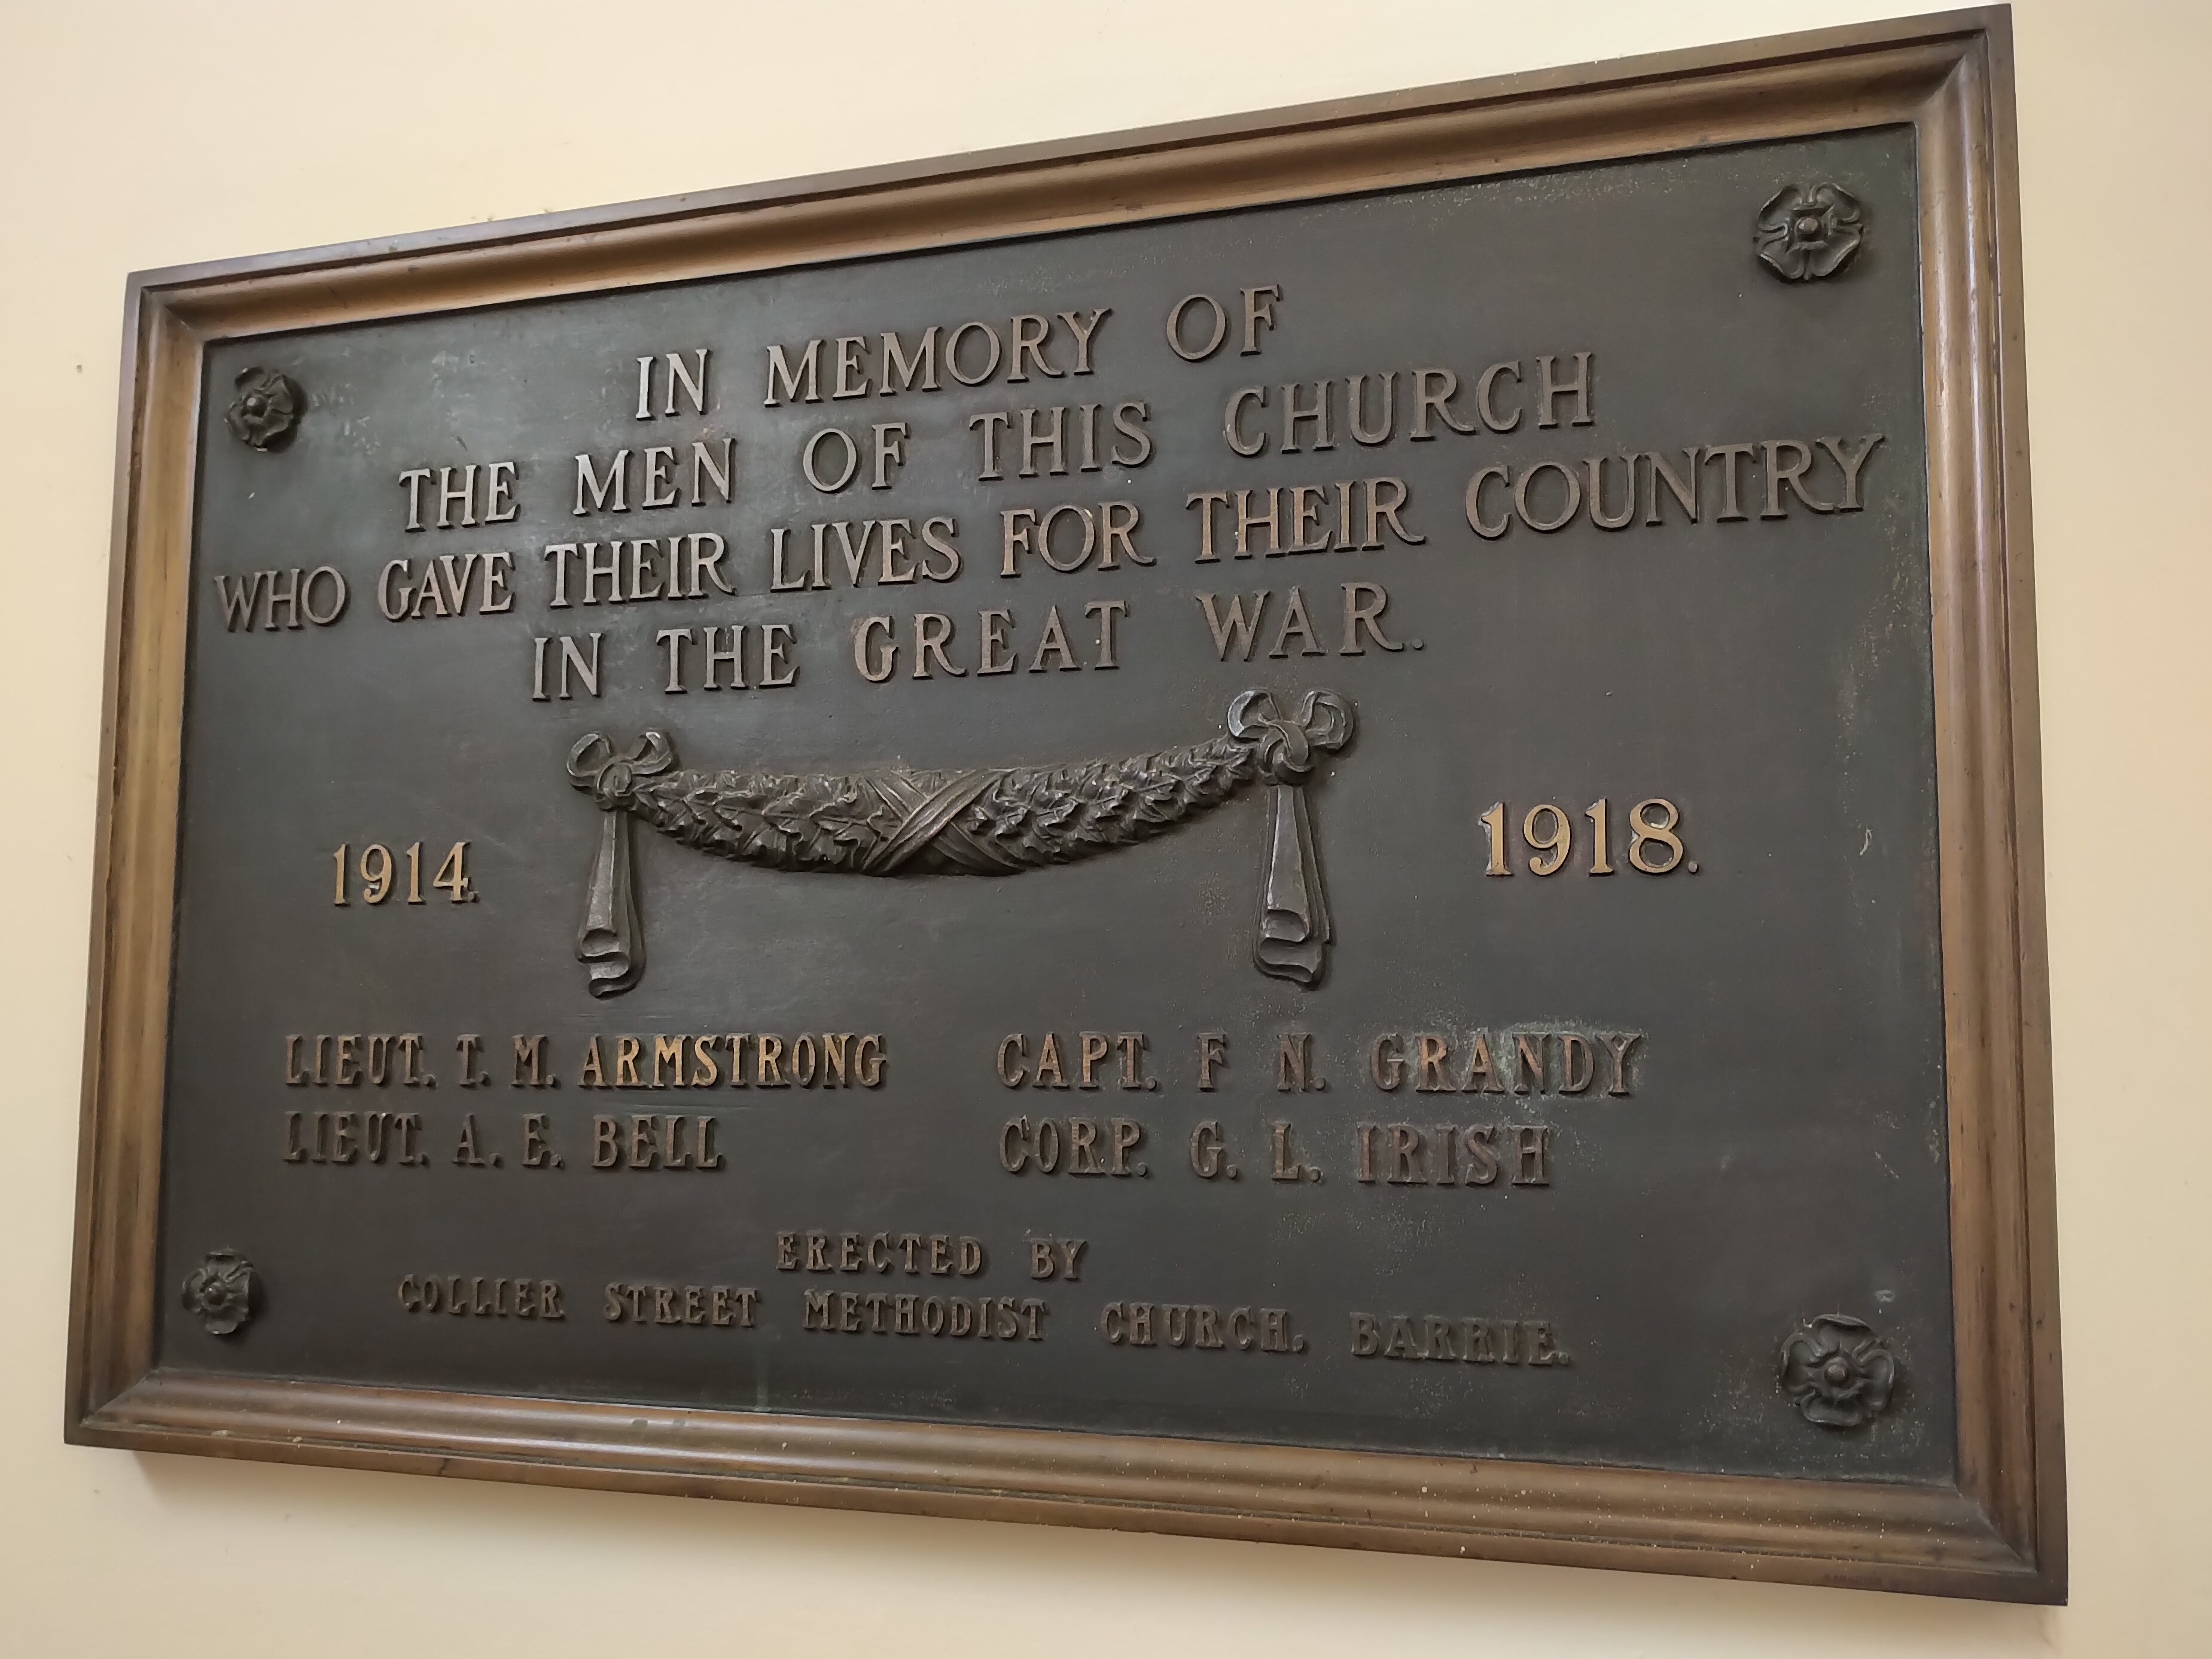 IN MEMORY OF
THE MEN OF THIS CHURCH
WHO GAVE THEIR LIVES FOR THEIR COUNTRY
IN THE GREAT WAR.
1914. 1918.
LIEUT. T. M. ARMSTRONG CAPT. F N. GRANDY
LIEUT. A. E. BELL CORP. G. L. IRISH
ERECTED BY
COLLIER STREET METHODIST CHURCH, BARRIE.